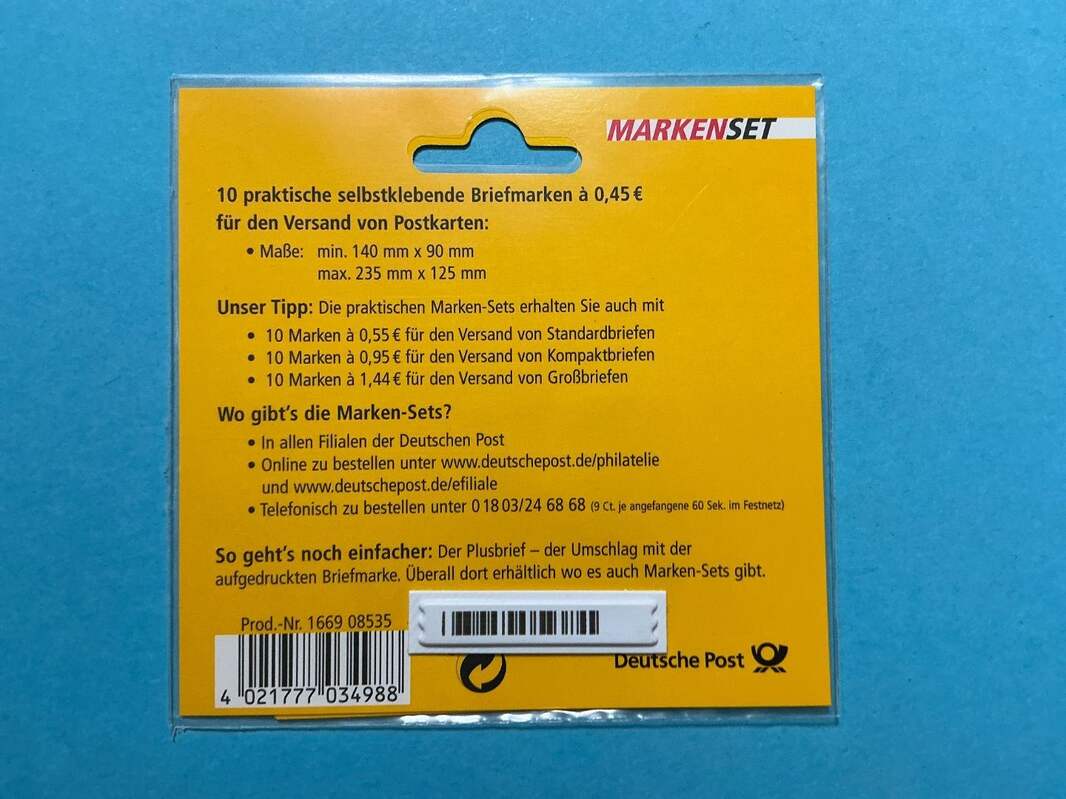 MARKENSET
10 praktische selbstklebende Briefmarken à 0,45 €
für den Versand von Postkarten:
• Maße: min. 140 mm x 90 mm
max. 235 mm x 125 mm
Unser Tipp: Die praktischen Marken-Sets erhalten Sie auch mit
• 10 Marken à 0,55 € für den Versand von Standardbriefen
• 10 Marken à 0,95 € für den Versand von Kompaktbriefen
• 10 Marken à 1,44 € für den Versand von Großbriefen
Wo gibt's die Marken-Sets?
• In allen Filialen der Deutschen Post
• Online zu bestellen unter www.deutschepost.de/philatelie
und www.deutschepost.de/efiliale
• Telefonisch zu bestellen unter 0 18 03/24 68 68 (9 Ct. je angefangene 60 Sek. im Festnetz)
So geht's noch einfacher: Der Plusbrief – der Umschlag mit der
aufgedruckten Briefmarke. Überall dort erhältlich wo es auch Marken-Sets gibt.
Prod.-Nr. 1669 08535
4 021777 034988
Deutsche Post